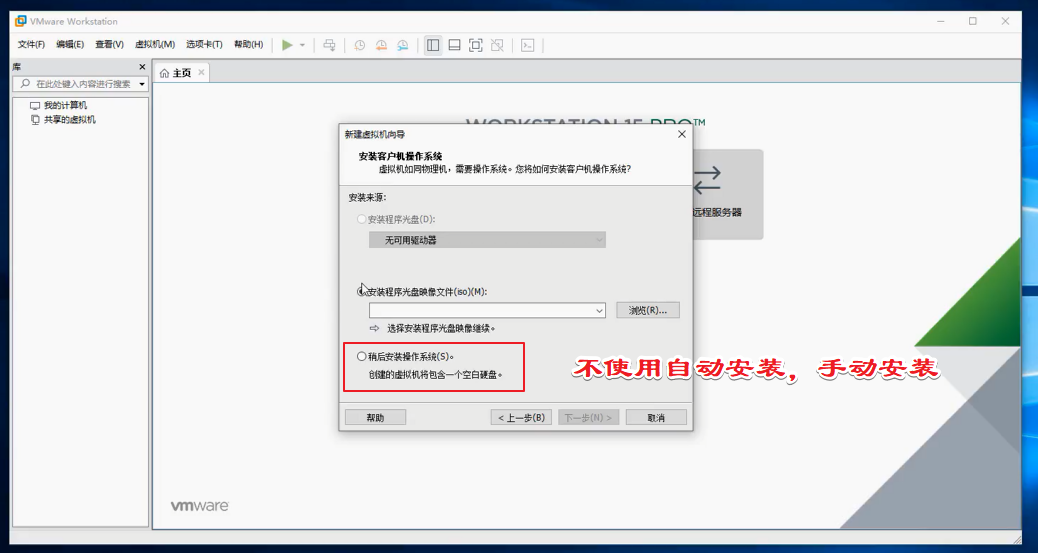 VMware Workstation
文件(F) 编辑(E) 查看(V) 虚拟机(M) 选项卡(T) 帮助(H)
库
主页
在此处键入内容进行搜索
我的计算机
共享的虚拟机
WORKSTATION 15 PRO™
新建虚拟机向导
安装客户机操作系统
虚拟机如同物理机，需要操作系统。您将如何安装客户机操作系统?
安装来源:
安装程序光盘(D):
无可用驱动器
远程服务器
安装程序光盘映像文件(iso)(M):
浏览(R)...
选择安装程序光盘映像继续。
稍后安装操作系统(S)。
创建的虚拟机将包含一个空白硬盘。
不使用自动安装，手动安装
帮助
< 上一步(B)
下一步(N) >
取消
vmware